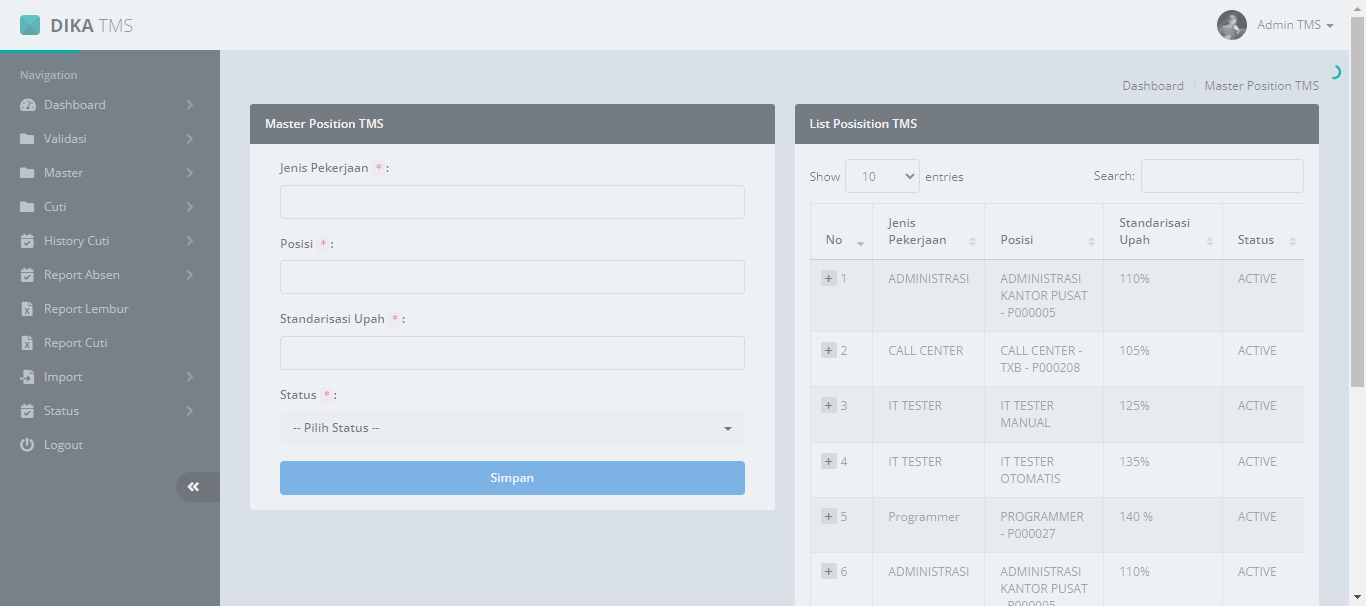 DIKA TMS
Admin TMS
Navigation
Dashboard
Validasi
Master
Cuti
History Cuti
Report Absen
Report Lembur
Report Cuti
Import
Status
Logout
Dashboard / Master Position TMS
Master Position TMS
Jenis Pekerjaan * :
Posisi * :
Standarisasi Upah * :
Status * :
-- Pilih Status --
Simpan
List Posisition TMS
Show 10 entries
Search:
No
Jenis
Pekerjaan
Posisi
Standarisasi
Upah
Status
1
ADMINISTRASI
ADMINISTRASI
KANTOR PUSAT
- P000005
110%
ACTIVE
2
CALL CENTER
CALL CENTER -
TXB - P000208
105%
ACTIVE
3
IT TESTER
IT TESTER
MANUAL
125%
ACTIVE
4
IT TESTER
IT TESTER
OTOMATIS
135%
ACTIVE
5
Programmer
PROGRAMMER
- P000027
140 %
ACTIVE
6
ADMINISTRASI
ADMINISTRASI
KANTOR PUSAT
- P000005
110%
ACTIVE